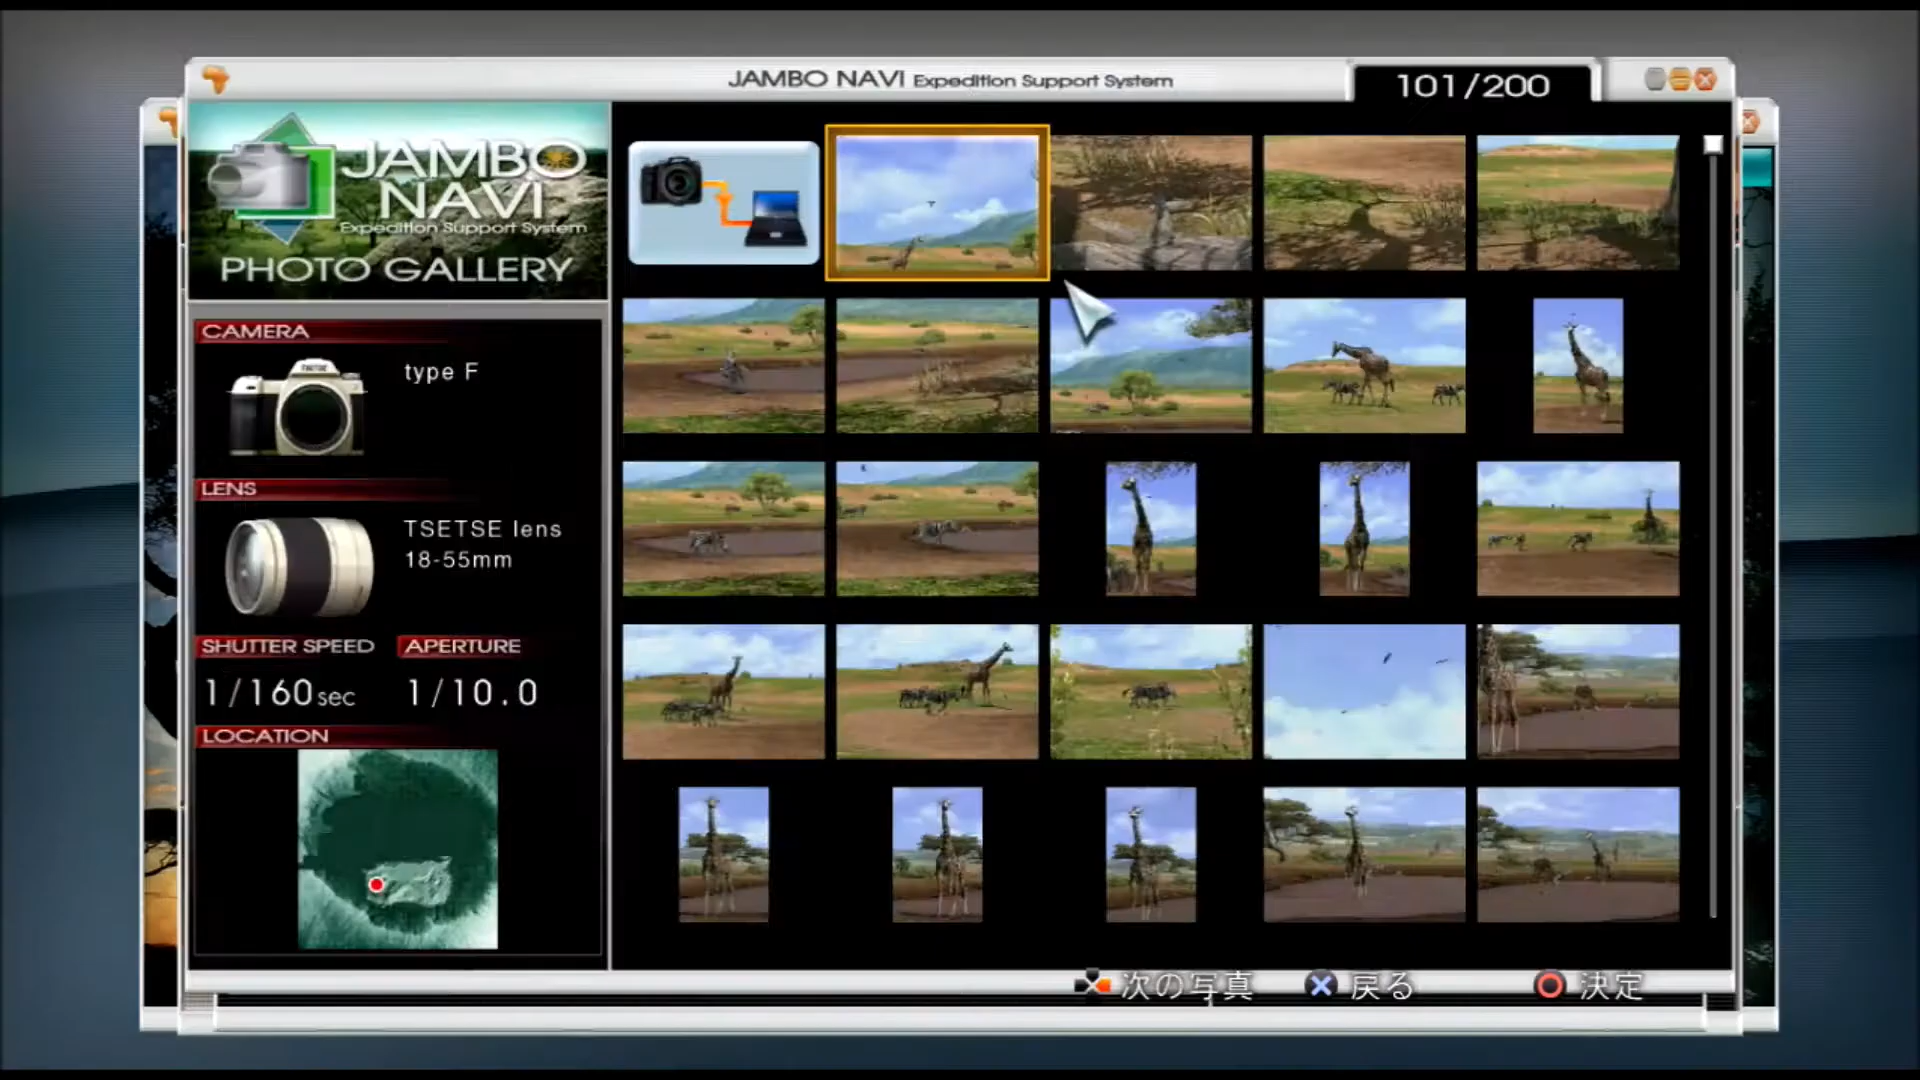 JAMBO NAVI Expedition Support System
101/200
JAMBO
NAVI
Expedition Support System
PHOTO GALLERY
CAMERA
type F
LENS
TSETSE lens
18-55mm
SHUTTER SPEED
APERTURE
1/160sec
1/10.0
LOCATION
次の写真
戻る
決定